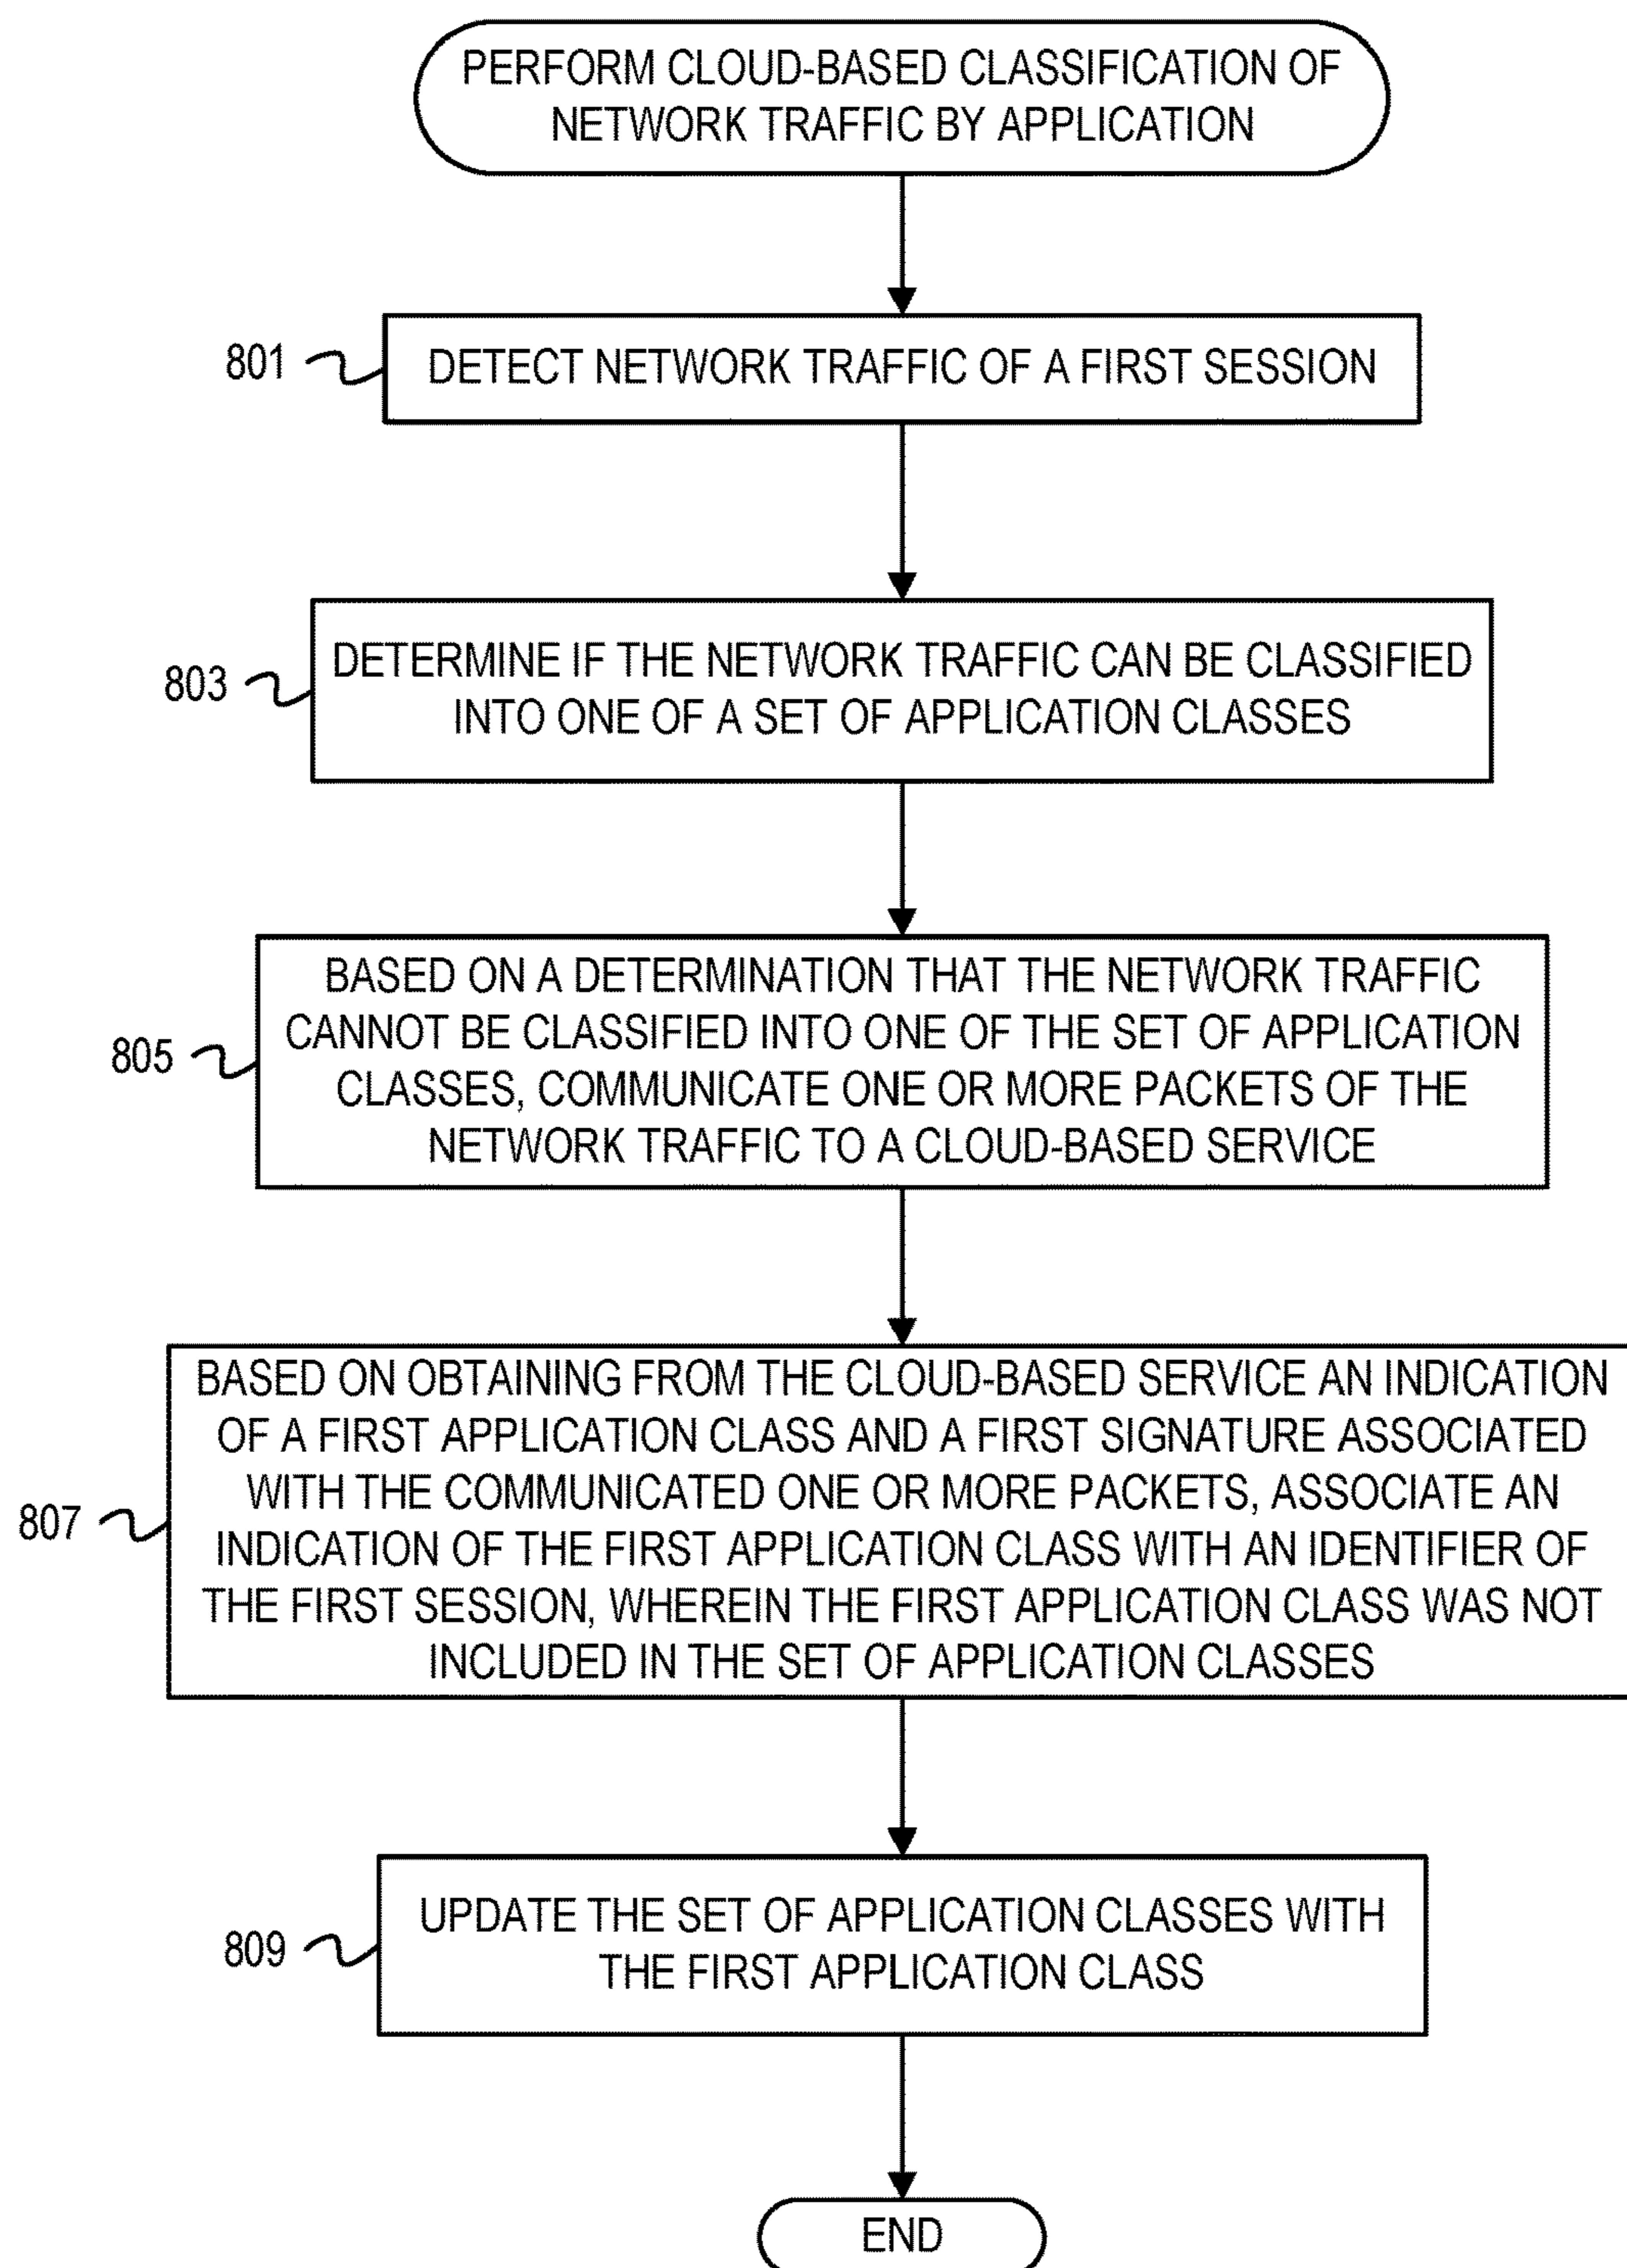 PERFORM CLOUD-BASED CLASSIFICATION OF
NETWORK TRAFFIC BY APPLICATION
801
DETECT NETWORK TRAFFIC OF A FIRST SESSION
803
DETERMINE IF THE NETWORK TRAFFIC CAN BE CLASSIFIED
INTO ONE OF A SET OF APPLICATION CLASSES
805
BASED ON A DETERMINATION THAT THE NETWORK TRAFFIC
CANNOT BE CLASSIFIED INTO ONE OF THE SET OF APPLICATION
CLASSES, COMMUNICATE ONE OR MORE PACKETS OF THE
NETWORK TRAFFIC TO A CLOUD-BASED SERVICE
807
BASED ON OBTAINING FROM THE CLOUD-BASED SERVICE AN INDICATION
OF A FIRST APPLICATION CLASS AND A FIRST SIGNATURE ASSOCIATED
WITH THE COMMUNICATED ONE OR MORE PACKETS, ASSOCIATE AN
INDICATION OF THE FIRST APPLICATION CLASS WITH AN IDENTIFIER OF
THE FIRST SESSION, WHEREIN THE FIRST APPLICATION CLASS WAS NOT
INCLUDED IN THE SET OF APPLICATION CLASSES
809
UPDATE THE SET OF APPLICATION CLASSES WITH
THE FIRST APPLICATION CLASS
END